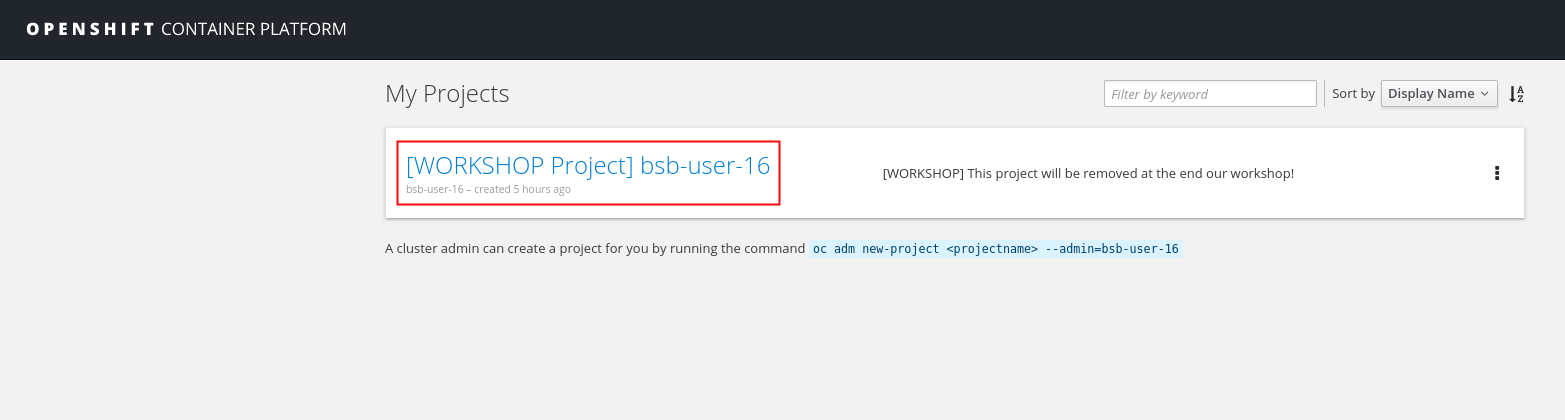 OPENSHIFT CONTAINER PLATFORM
My Projects
Filter by keyword
Sort by
Display Name
A
Z
[WORKSHOP Project] bsb-user-16
bsb-user-16 – created 5 hours ago
[WORKSHOP] This project will be removed at the end our workshop!
A cluster admin can create a project for you by running the command oc adm new-project <projectname> --admin=bsb-user-16